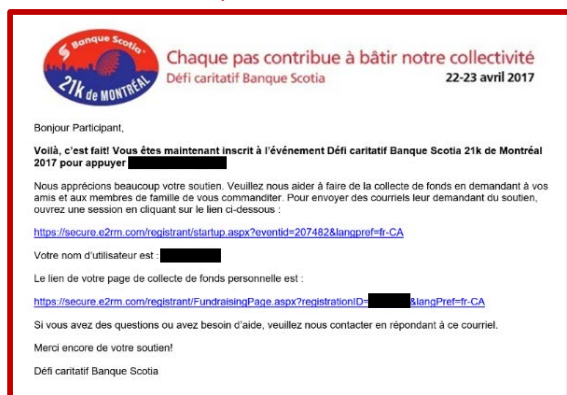 Banque Scotia
21k de MONTRÉAL
Chaque pas contribue à bâtir notre collectivité
Défi caritatif Banque Scotia 22-23 avril 2017
Bonjour Participant,
Voilà, c'est fait! Vous êtes maintenant inscrit à l'événement Défi caritatif Banque Scotia 21k de Montréal
2017 pour appuyer
Nous apprécions beaucoup votre soutien. Veuillez nous aider à faire de la collecte de fonds en demandant à vos
amis et aux membres de famille de vous commanditer. Pour envoyer des courriels leur demandant du soutien,
ouvrez une session en cliquant sur le lien ci-dessous :
https://secure.e2rm.com/registrant/startup.aspx?eventid=207482&langpref=fr-CA
Votre nom d'utilisateur est :
Le lien de votre page de collecte de fonds personnelle est :
https://secure.e2rm.com/registrant/FundraisingPage.aspx?registrationID= &langPref=fr-CA
Si vous avez des questions ou avez besoin d'aide, veuillez nous contacter en répondant à ce courriel.
Merci encore de votre soutien!
Défi caritatif Banque Scotia